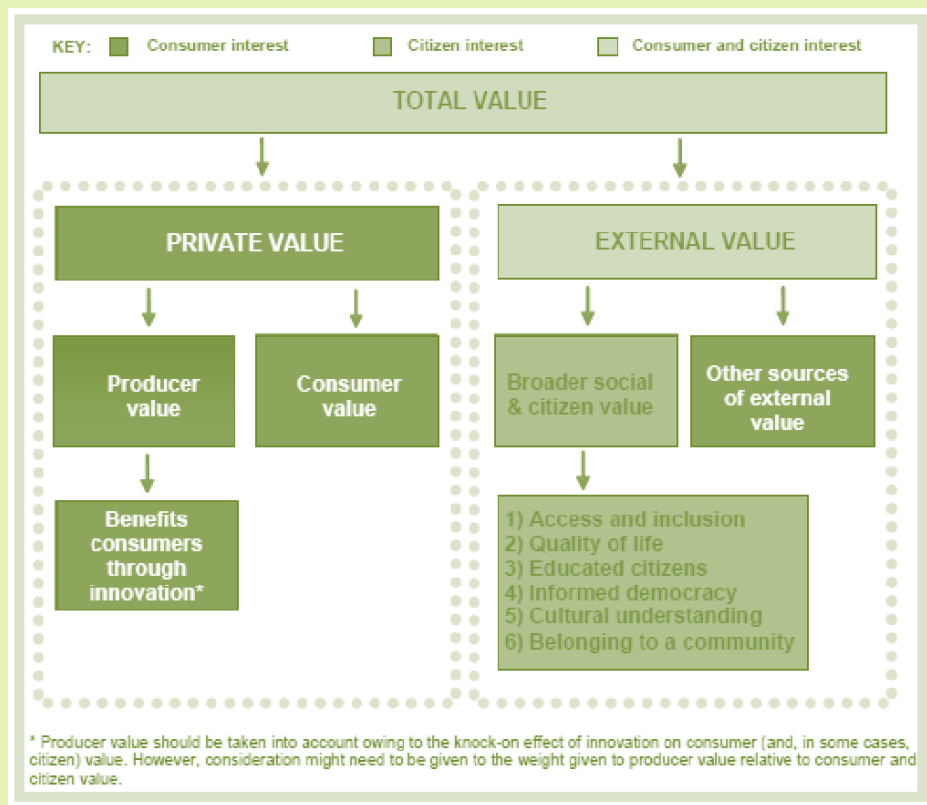 KEY: Consumer interest Citizen interest Consumer and citizen interest
TOTAL VALUE
PRIVATE VALUE
EXTERNAL VALUE
Producer
value
Consumer
value
Broader social
& citizen value
Other sources
of external
value
Benefits
consumers
through
innovation*
1) Access and inclusion
2) Quality of life
3) Educated citizens
4) Informed democracy
5) Cultural understanding
6) Belonging to a community
* Producer value should be taken into account owing to the knock-on effect of innovation on consumer (and, in some cases,
citizen) value. However, consideration might need to be given to the weight given to producer value relative to consumer and
citizen value.